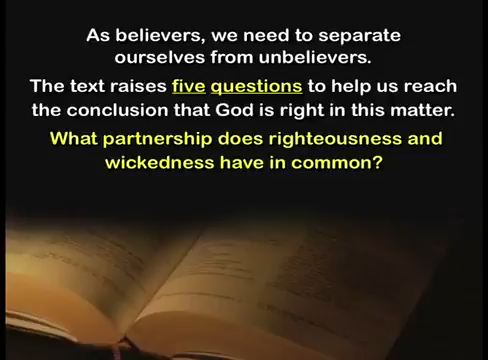 As believers, we need to separate
ourselves from unbelievers.
The text raises five questions to help us reach
the conclusion that God is right in this matter.
What partnership does righteousness and
wickedness have in common?